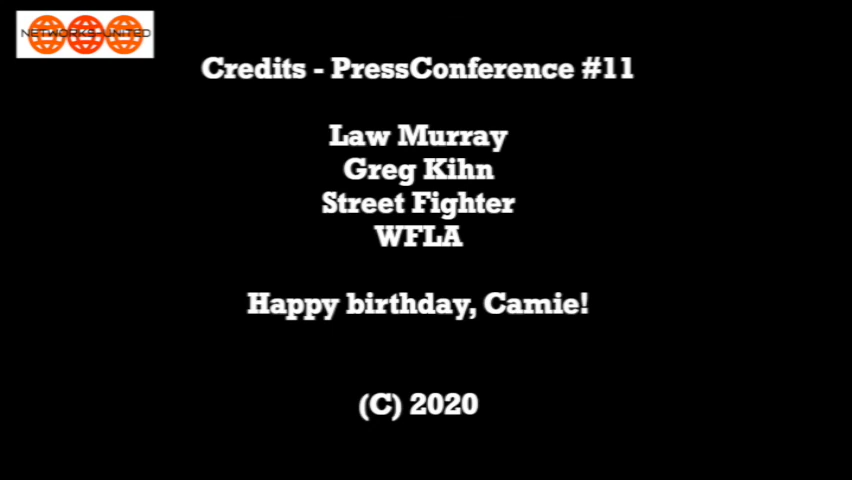 NETWORKS-UNITED
Credits - PressConference #11
Law Murray
Greg Kihn
Street Fighter
WFLA
Happy birthday, Camie!
(C) 2020